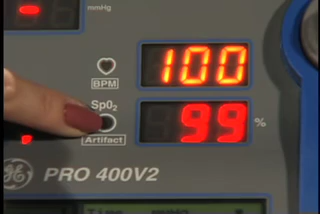 mmHg
100
BPM
SpO₂
99 %
Artifact
GE PRO 400V2